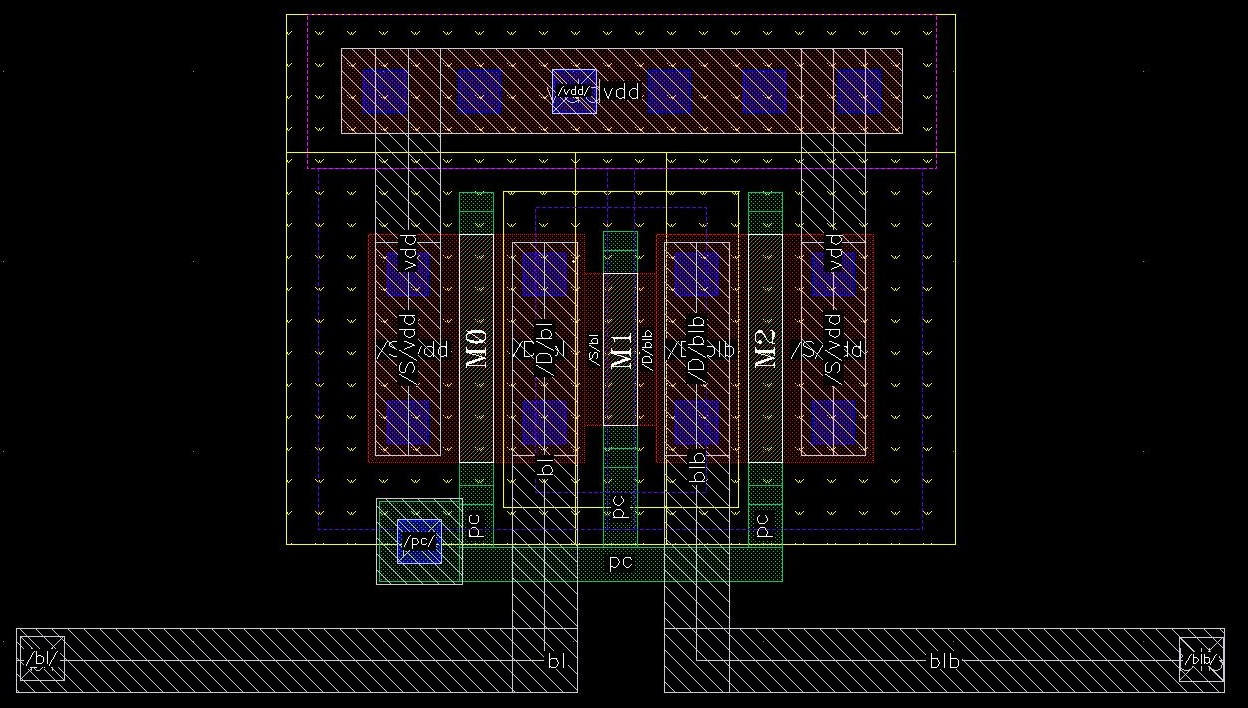 /vdd/ vdd
vdd
vdd
/S/vdd
M0
/D/bl
/S/bl
M1
/D/blb
/D/blb
M2
/S/vdd
bl
blb
pc
pc
pc
/pc/
pc
/bl/
bl
blb
/blb/